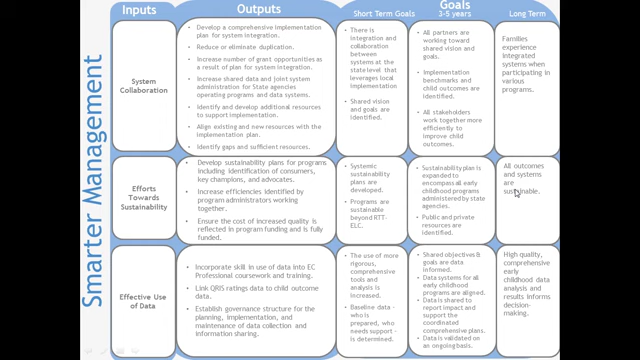 Smarter Management
Inputs
Outputs
Goals
Short Term Goals
3-5 years
Long Term
System
Collaboration
Develop a comprehensive implementation
plan for system integration.
Reduce or eliminate duplication.
Increase number of grant opportunities as
a result of plan for system integration.
Increase shared data and joint system
administration for State agencies
operating programs and data systems.
Identify and develop additional resources
to support implementation.
Align existing and new resources with the
implementation plan.
Identify gaps and sufficient resources.
There is
integration and
collaboration
between
systems at the
state level that
leverages local
implementation
Shared vision
and goals are
identified.
All partners are
working toward
shared vision and
goals.
Implementation
benchmarks and
child outcomes are
identified.
All stakeholders
work together more
efficiently to
improve child
outcomes.
Families
experience
integrated
systems when
participating in
various
programs.
Efforts
Towards
Sustainability
Develop sustainability plans for programs
including identification of consumers,
key champions, and advocates.
Increase efficiencies identified by
program administrators working
together.
Ensure the cost of increased quality is
reflected in program funding and is fully
funded.
Systemic
sustainability
plans are
developed.
Programs are
sustainable
beyond RTT-
ELC.
Sustainability plan is
expanded to
encompass all early
childhood programs
administered by state
agencies.
Public and private
resources are
identified.
All outcomes
and systems
are
sustainable.
Effective Use
of Data
Incorporate skill in use of data into EC
Professional coursework and training.
Link QRIS ratings data to child outcome
data.
Establish governance structure for the
planning, implementation, and
maintenance of data collection and
information sharing.
The use of more
rigorous,
comprehensive
tools and
analysis is
increased.
Baseline data -
who is
prepared, who
needs support -
is determined.
Shared objectives &
goals are data
informed.
Data systems for all
early childhood
programs are aligned.
Data is shared to
report impact and
support the
coordinated
comprehensive plans.
Data is validated on
an ongoing basis.
High quality,
comprehensive
early
childhood data
analysis and
results informs
decision-
making.